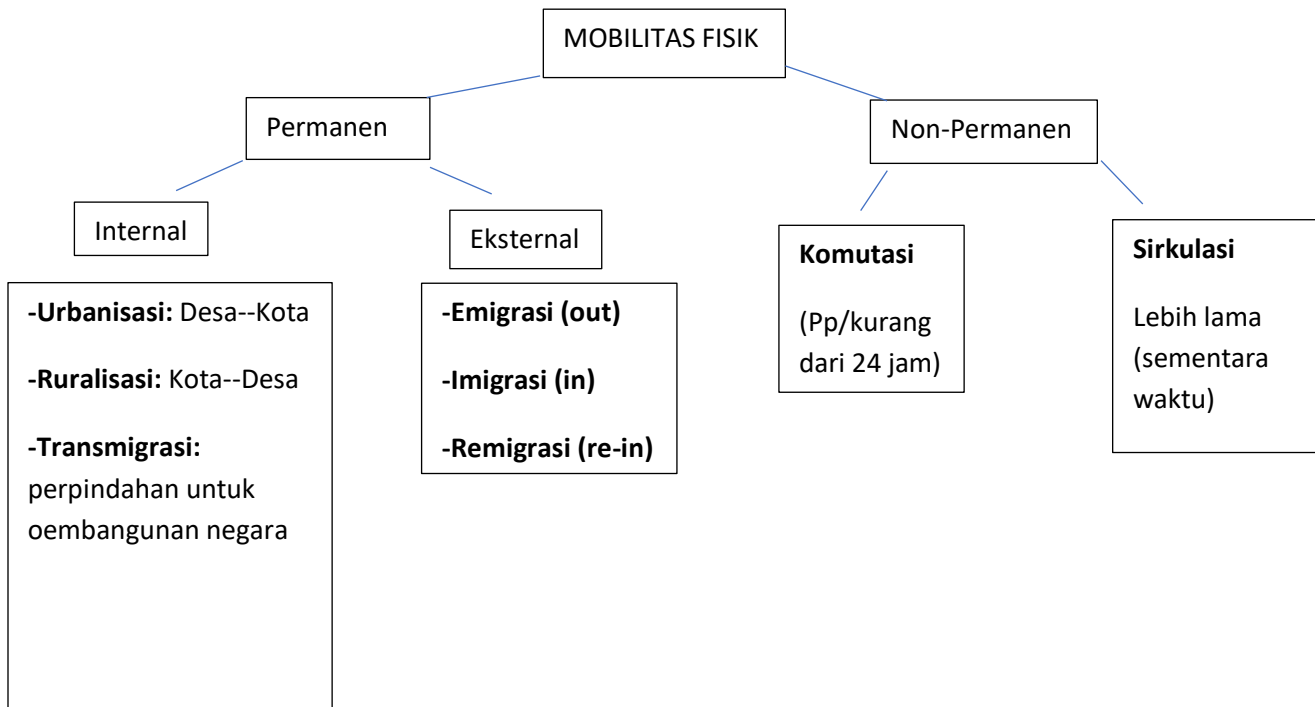 MOBILITAS FISIK
Permanen
Non-Permanen
Internal
Eksternal
-Urbanisasi: Desa--Kota
-Ruralisasi: Kota--Desa
-Transmigrasi:
perpindahan untuk
oembangunan negara
-Emigrasi (out)
-Imigrasi (in)
-Remigrasi (re-in)
Komutasi
(Pp/kurang
dari 24 jam)
Sirkulasi
Lebih lama
(sementara
waktu)